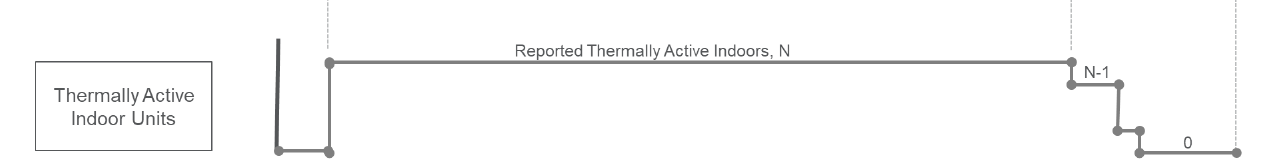 Reported Thermally Active Indoors, N
N-1
Thermally Active
Indoor Units
0